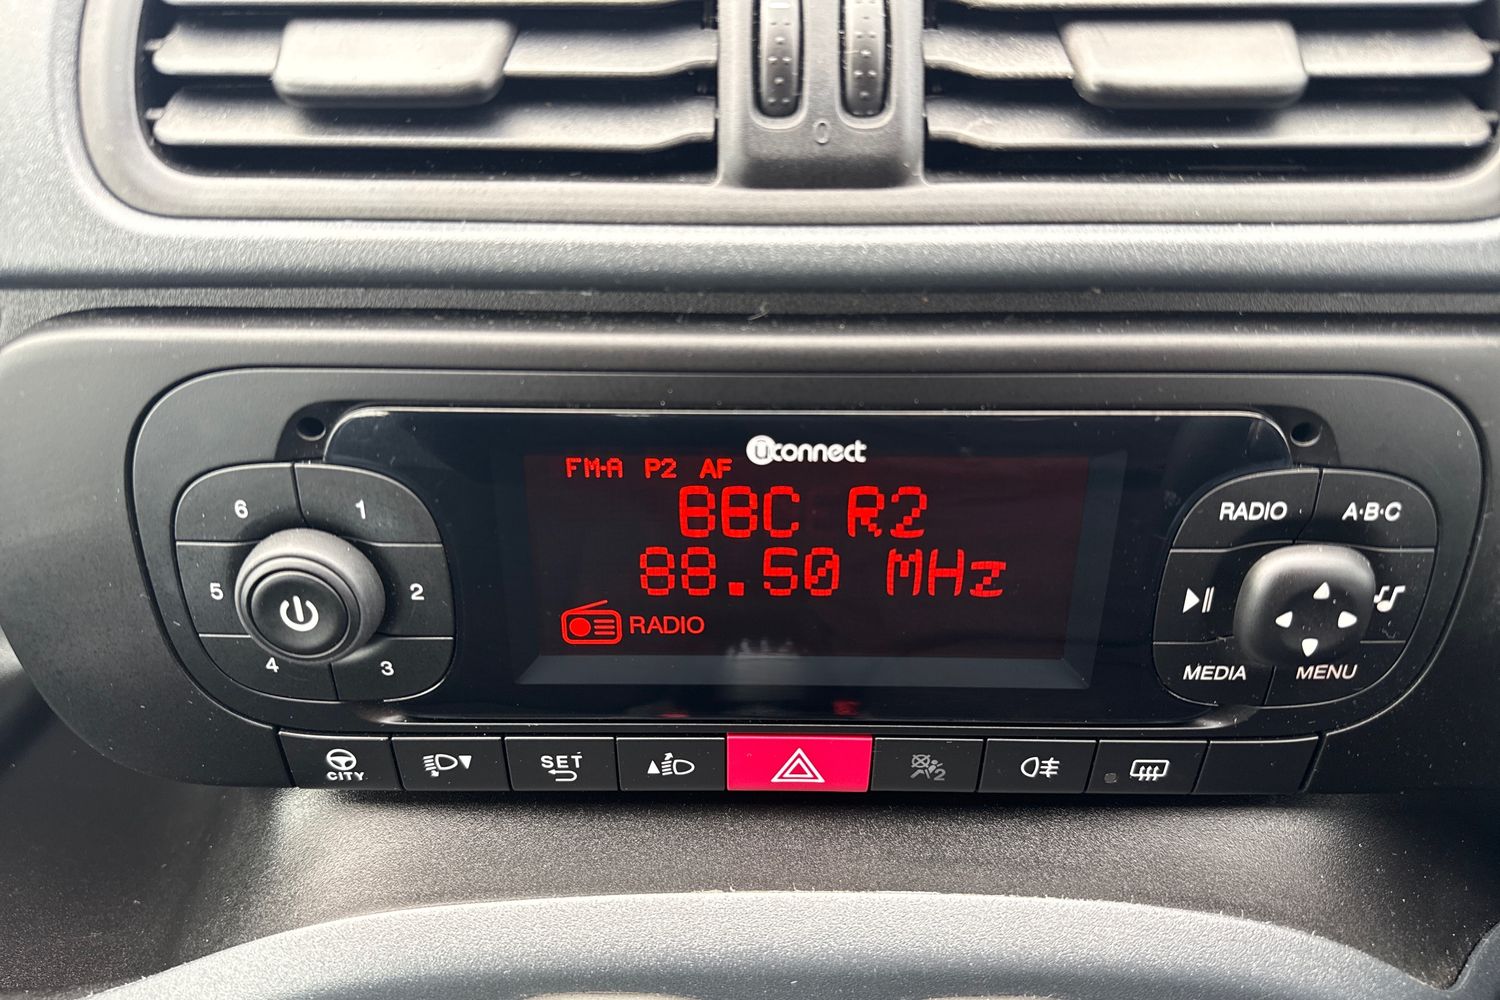 0
uconnect
FM-A P2 AF
BBC R2
88.50 MHz
RADIO
6 1
5 2
4 3
RADIO A·B·C
MEDIA MENU
CITY
SET
2